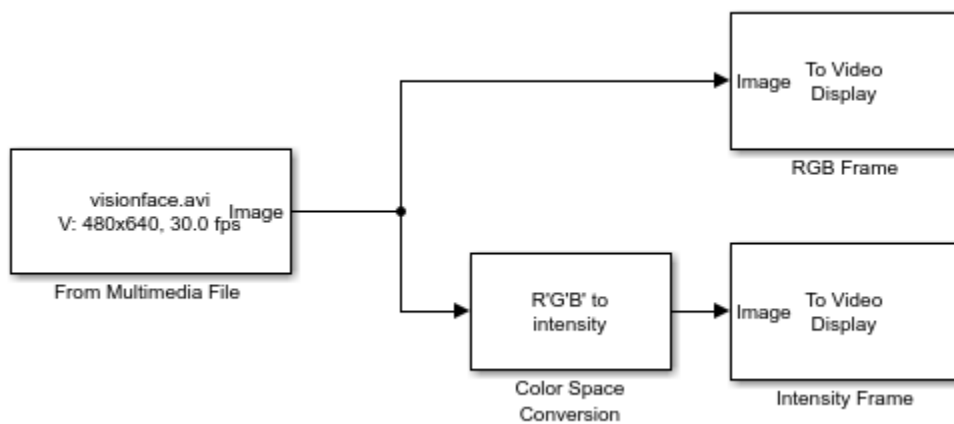 To Video
Image
Display
RGB Frame
visionface.avi
Image
V: 480x640, 30.0 fps
From Multimedia File
R'G'B' to
intensity
Color Space
Conversion
To Video
Image
Display
Intensity Frame